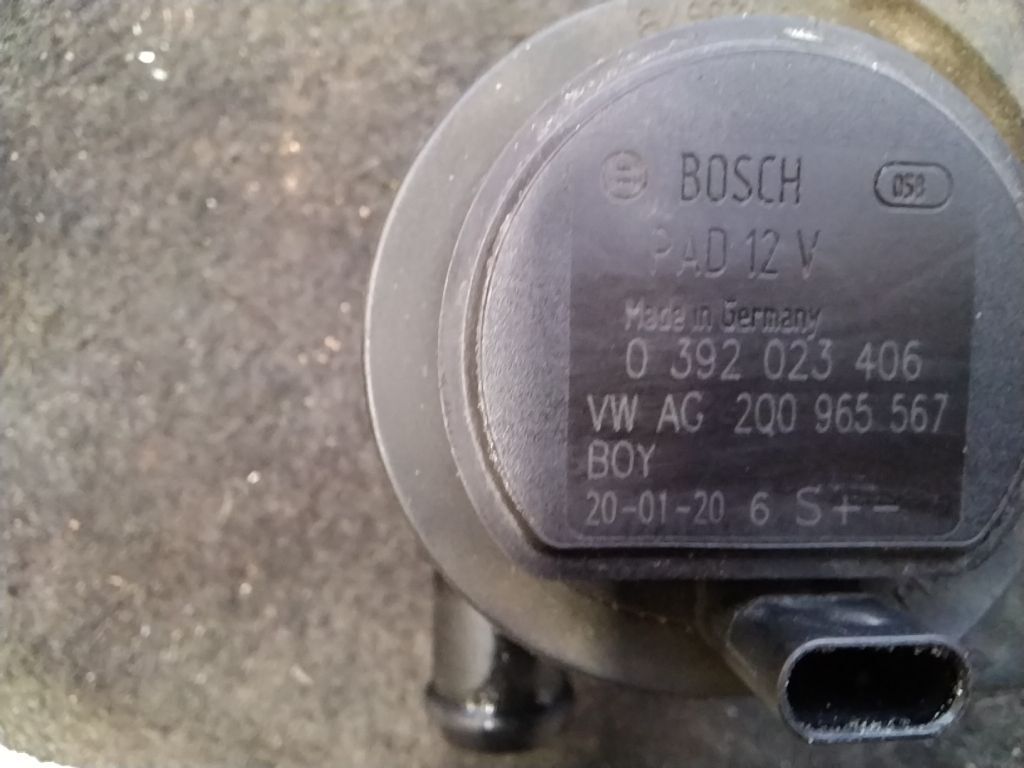 BOSCH
058
PAD 12 V
Made in Germany
0 392 023 406
VW AG 2Q0 965 567
BOY
20-01-20 6 S+-